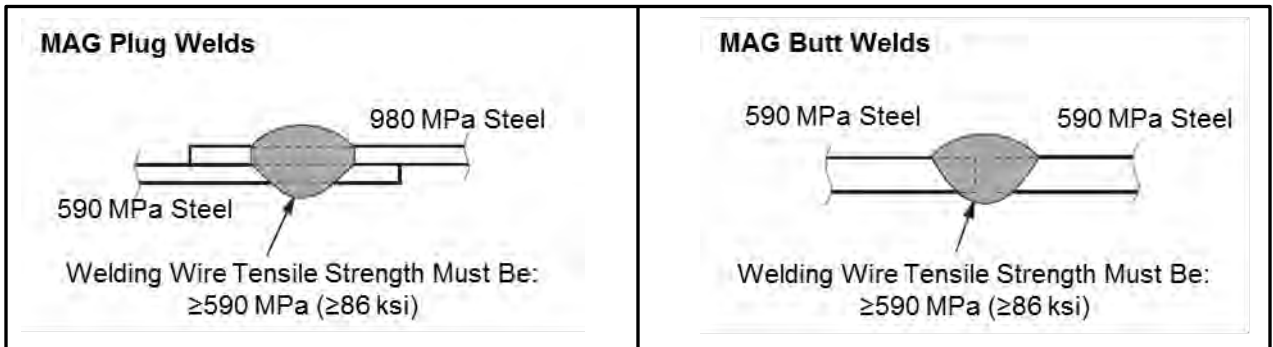 MAG Plug Welds
980 MPa Steel
590 MPa Steel
Welding Wire Tensile Strength Must Be:
≥590 MPa (≥86 ksi)
MAG Butt Welds
590 MPa Steel
590 MPa Steel
Welding Wire Tensile Strength Must Be:
≥590 MPa (≥86 ksi)